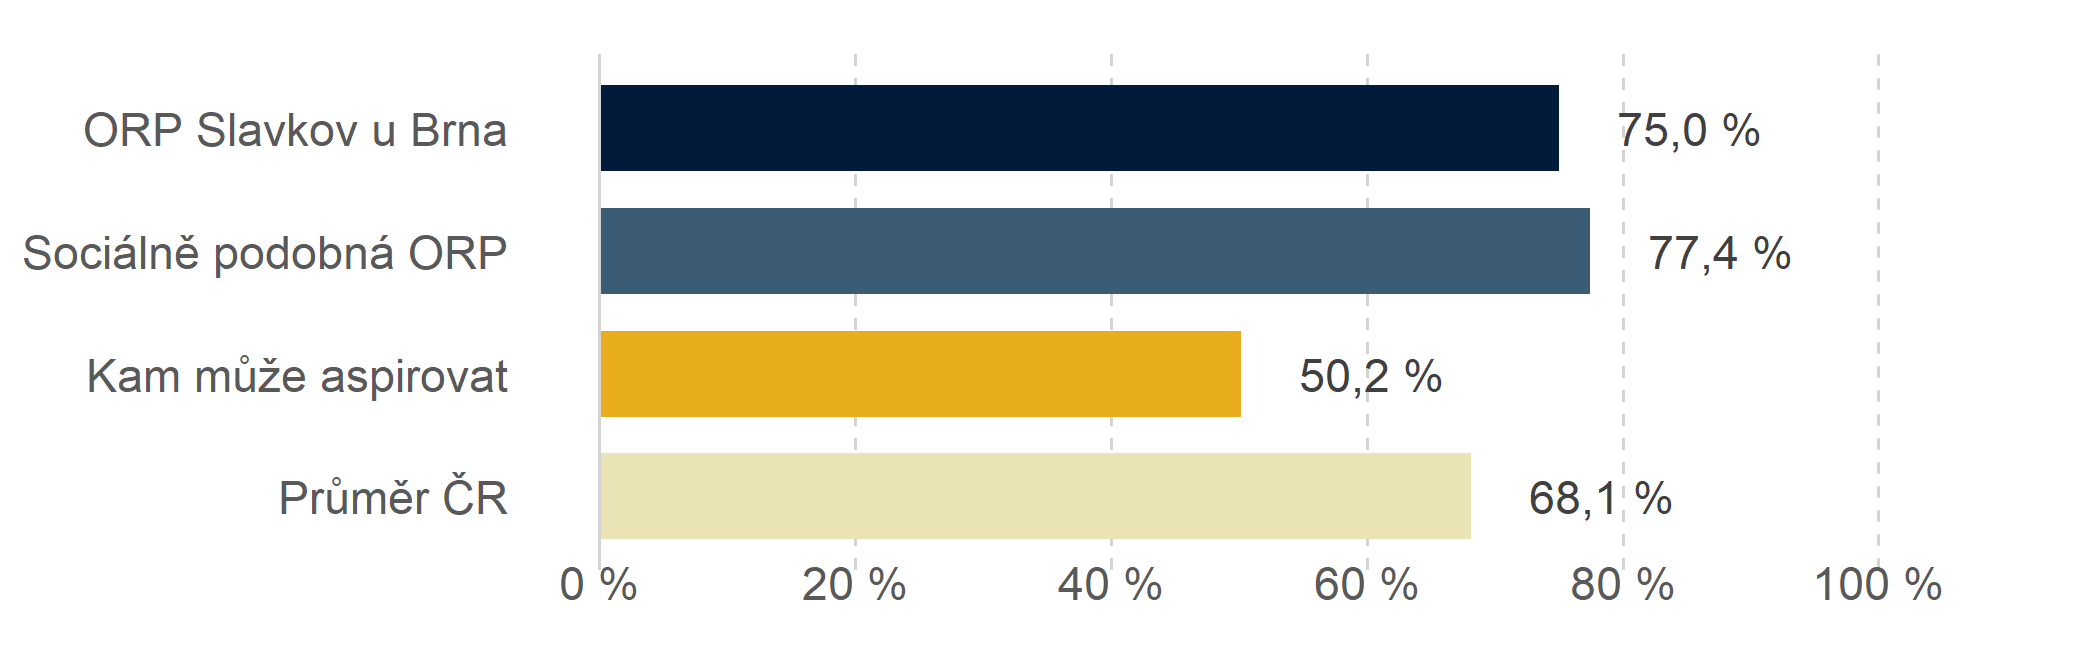 ORP Slavkov u Brna
75,0 %
Sociálně podobná ORP
77,4 %
Kam může aspirovat
50,2 %
Průměr ČR
68,1 %
0 %
20 %
40 %
60 %
80 %
100 %